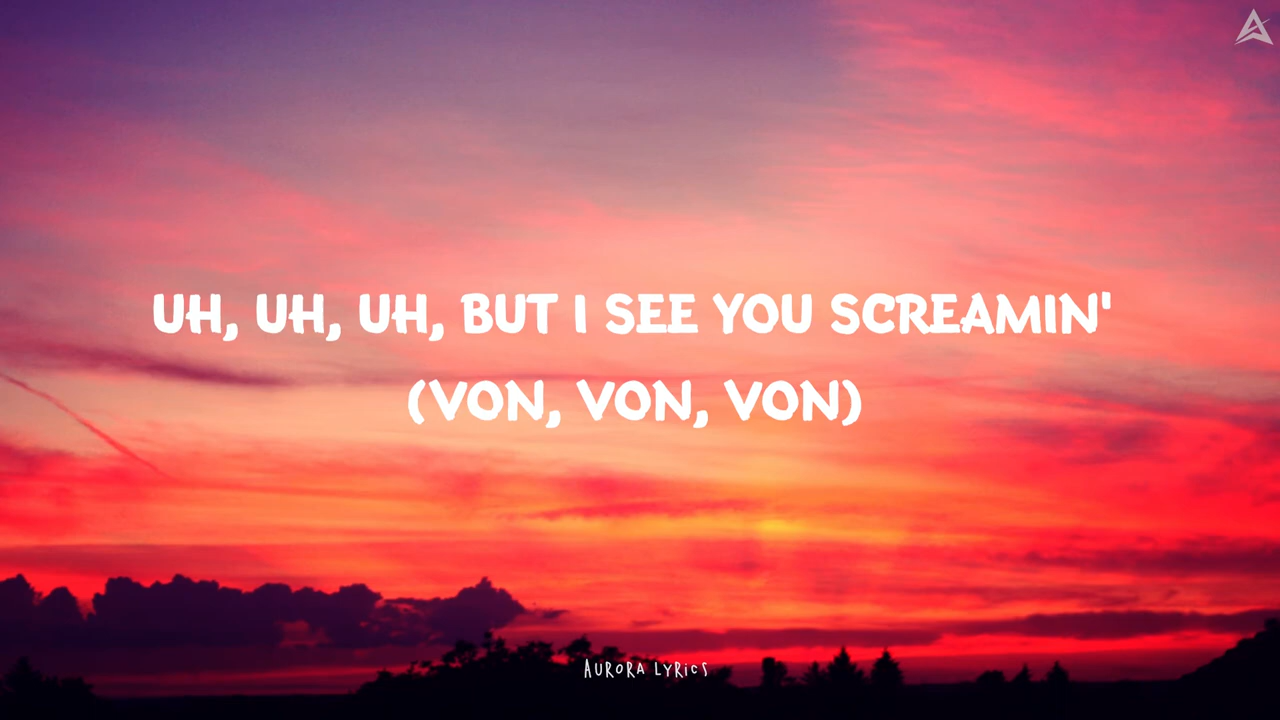 UH, UH, UH, BUT I SEE YOU SCREAMIN'
(VON, VON, VON)
AURORA LYRICS